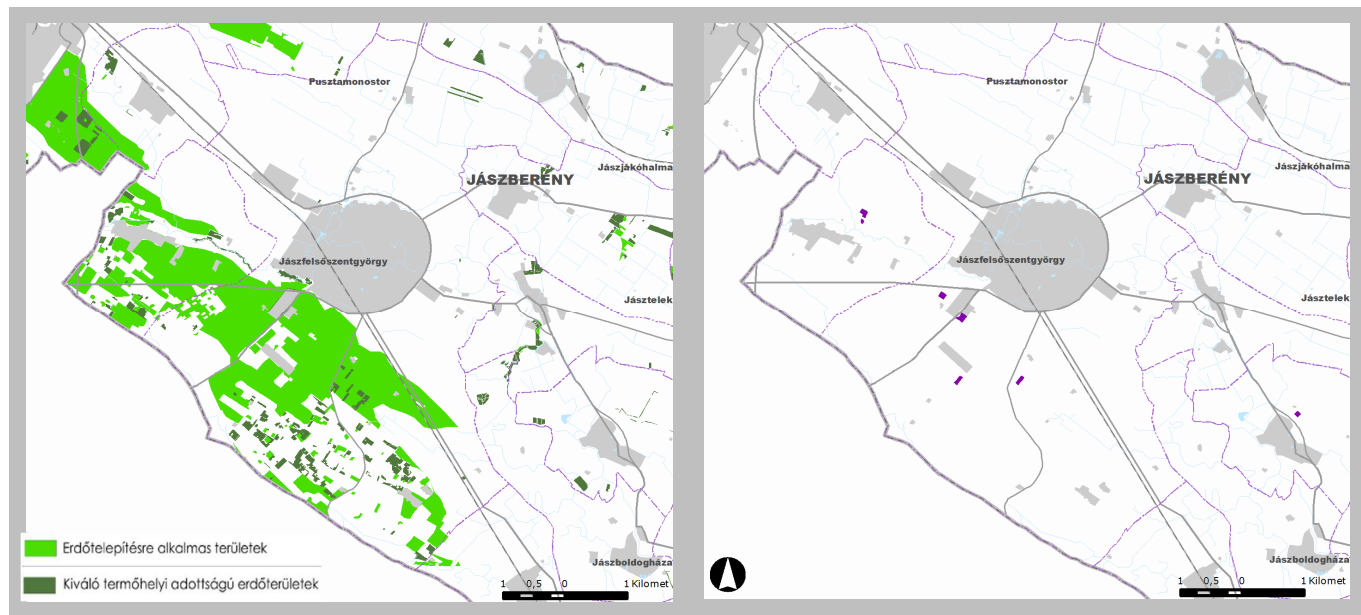 Pusztamonostor
Jászjákóhalma
JÁSZBERÉNY
Jászfelsőszentgyörgy
Jásztelek
Jászboldogháza
Erdőtelepítésre alkalmas területek
Kiváló termőhelyi adottságú erdőterületek
1 0,5 0 1 Kilomet
Pusztamonostor
Jászjákóhalma
JÁSZBERÉNY
Jászfelsőszentgyörgy
Jásztelek
Jászboldogháza
1 0,5 0 1 Kilomet